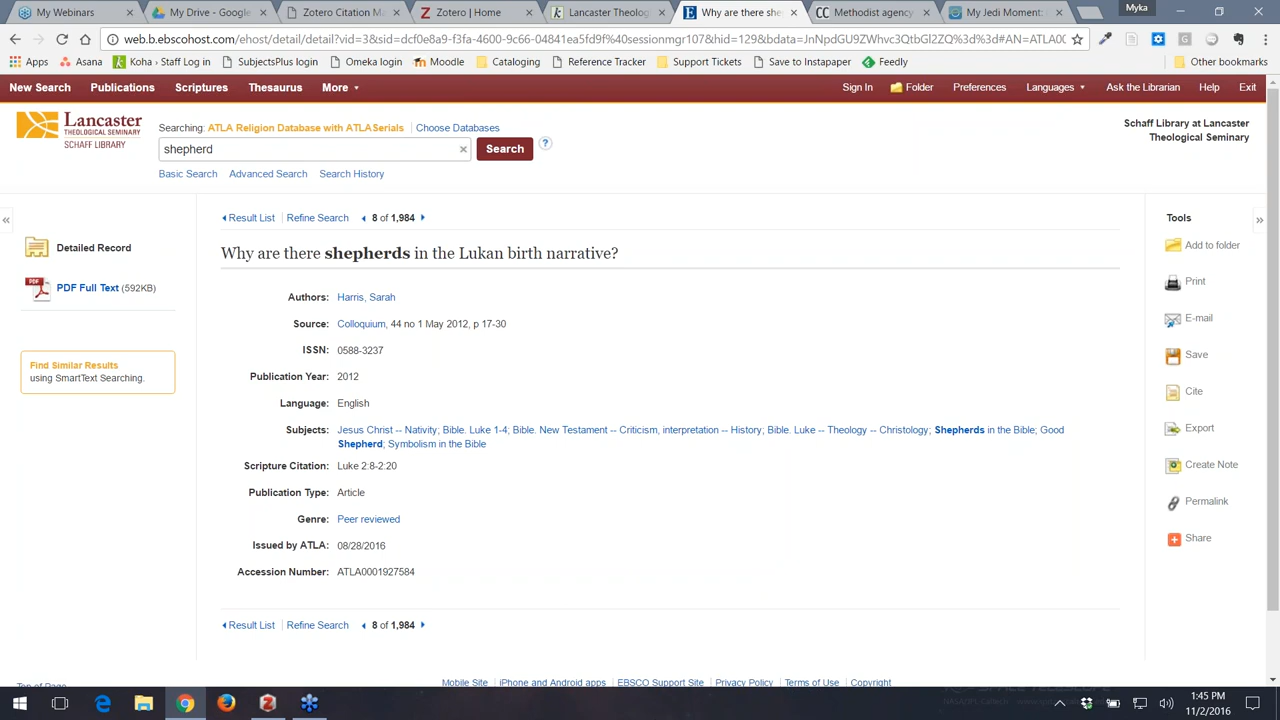 My Webinars
My Drive - Google
Zotero Citation Ma
Zotero | Home
Lancaster Theologi
Why are there she
Methodist agency
My Jedi Moment:
Myka
web.b.ebscohost.com/ehost/detail/detail?vid=3&sid=dcf0e8a9-f3fa-4600-9c66-04841ea5fd9f%40sessionmgr107&hid=129&bdata=JnNpdGU9ZWhvc3QtbGl2ZQ%3d%3d#AN=ATLA0C
Apps
Asana
Koha › Staff Log in
SubjectsPlus login
Omeka login
Moodle
Cataloging
Reference Tracker
Support Tickets
Save to Instapaper
Feedly
Other bookmarks
New Search
Publications
Scriptures
Thesaurus
More
Sign In
Folder
Preferences
Languages
Ask the Librarian
Help
Exit
Lancaster
THEOLOGICAL SEMINARY
SCHAFF LIBRARY
Searching: ATLA Religion Database with ATLASerials | Choose Databases
shepherd
Search
Basic Search Advanced Search Search History
Schaff Library at Lancaster
Theological Seminary
Result List | Refine Search 8 of 1,984
Detailed Record
PDF Full Text (592KB)
Find Similar Results
using SmartText Searching.
Why are there shepherds in the Lukan birth narrative?
Authors: Harris, Sarah
Source: Colloquium, 44 no 1 May 2012, p 17-30
ISSN: 0588-3237
Publication Year: 2012
Language: English
Subjects: Jesus Christ -- Nativity; Bible. Luke 1-4; Bible. New Testament -- Criticism, interpretation -- History; Bible. Luke -- Theology -- Christology; Shepherds in the Bible; Good
Shepherd; Symbolism in the Bible
Scripture Citation: Luke 2:8-2:20
Publication Type: Article
Genre: Peer reviewed
Issued by ATLA: 08/28/2016
Accession Number: ATLA0001927584
Result List | Refine Search 8 of 1,984
Tools
Add to folder
Print
E-mail
Save
Cite
Export
Create Note
Permalink
Share
Top of Page
Mobile Site | iPhone and Android apps | EBSCO Support Site | Privacy Policy | Terms of Use | Copyright
1:45 PM
11/2/2016